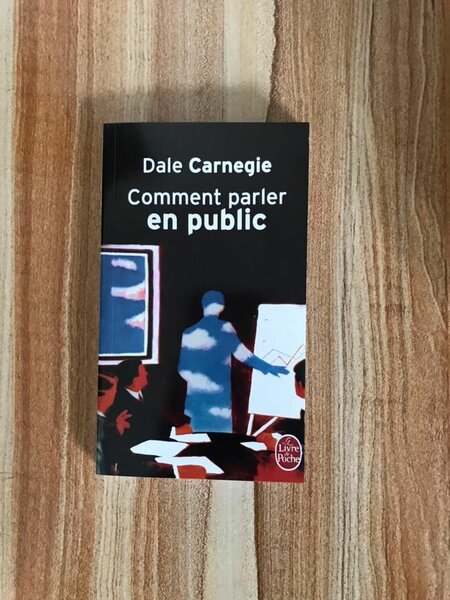 Dale Carnegie
Comment parler
en public
Le
Livre
de
Poche